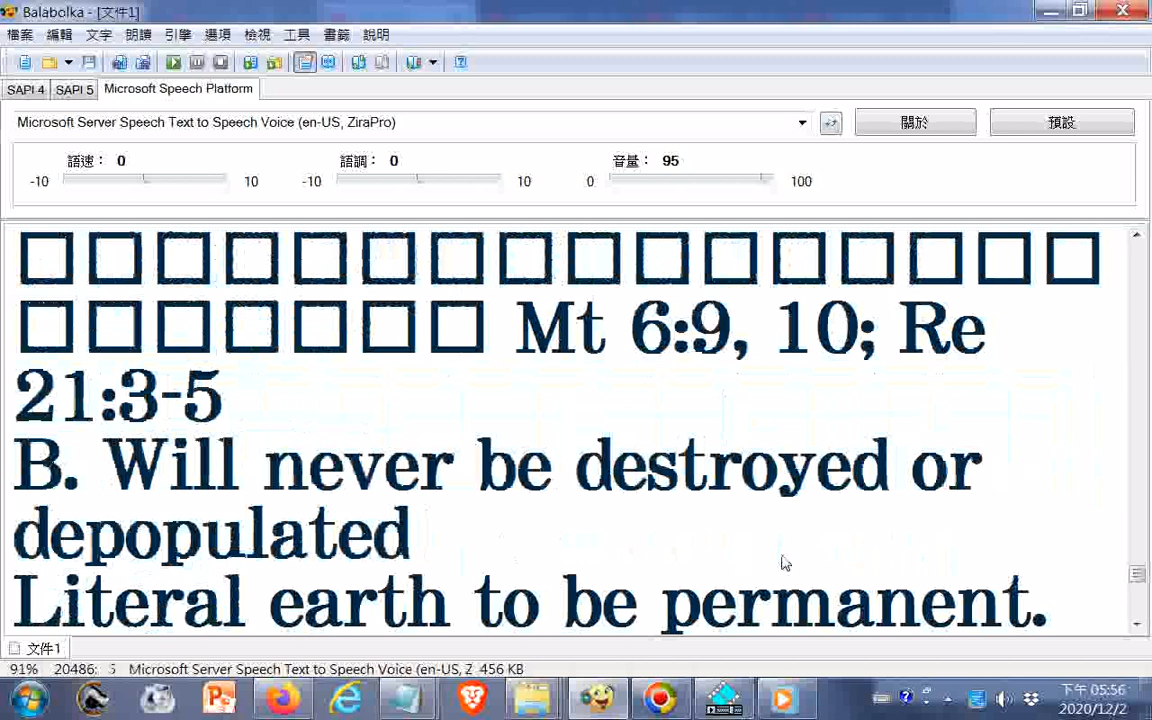 Balabolka - [文件1]
檔案 編輯 文字 朗讀 引擎 選項 檢視 工具 書籤 說明
SAPI 4 SAPI 5 Microsoft Speech Platform
Microsoft Server Speech Text to Speech Voice (en-US, ZiraPro) 關於 預設
語速： 0 語調： 0 音量： 95
-10 10 -10 10 0 100
□□□□□□□□□□□□□□□□
□□□□□□□ Mt 6:9, 10; Re
21:3-5
B. Will never be destroyed or
depopulated
Literal earth to be permanent.
文件1
91% 20486: 5 Microsoft Server Speech Text to Speech Voice (en-US, Z 456 KB
下午 05:56
2020/12/2